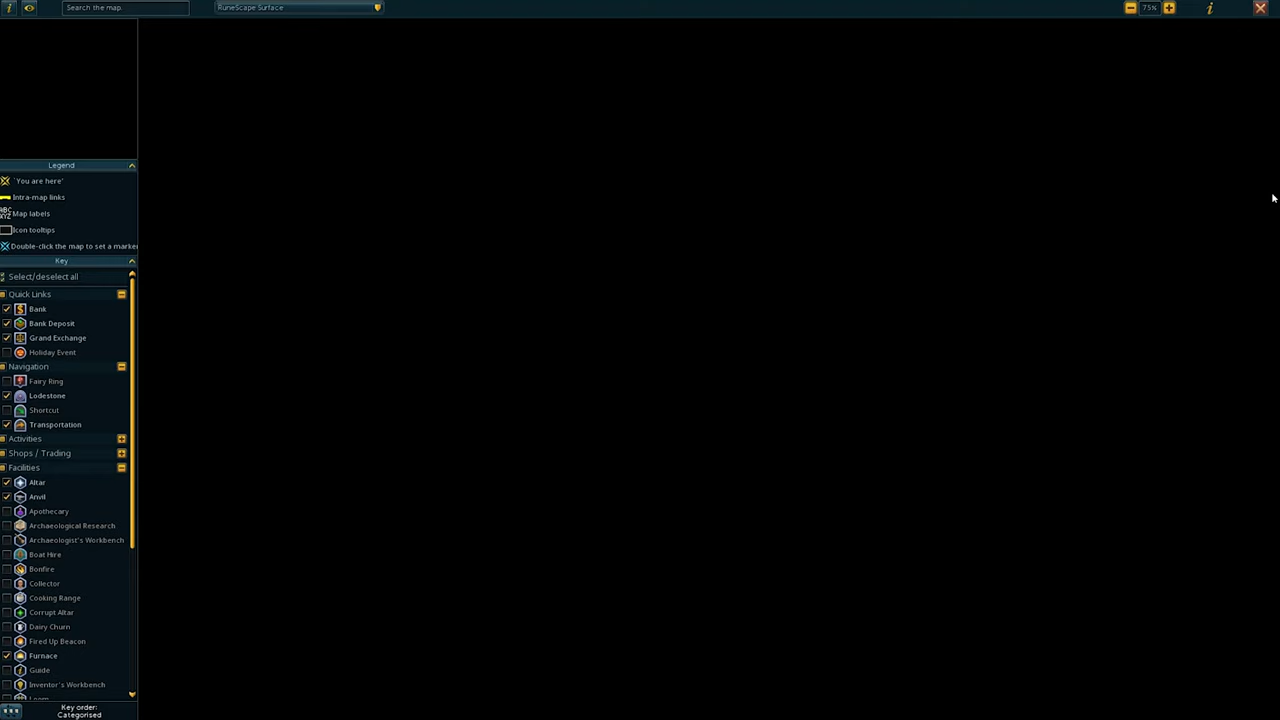 Search the map.
RuneScape Surface
75%
Legend
'You are here'
Intra-map links
ABC
XYZ
Map labels
Icon tooltips
Double-click the map to set a marker
Key
Select/deselect all
Quick Links
Bank
Bank Deposit
Grand Exchange
Holiday Event
Navigation
Fairy Ring
Lodestone
Shortcut
Transportation
Activities
Shops / Trading
Facilities
Altar
Anvil
Apothecary
Archaeological Research
Archaeologist's Workbench
Boat Hire
Bonfire
Collector
Cooking Range
Corrupt Altar
Dairy Churn
Fired Up Beacon
Furnace
Guide
Inventor's Workbench
Loom
Key order:
Categorised